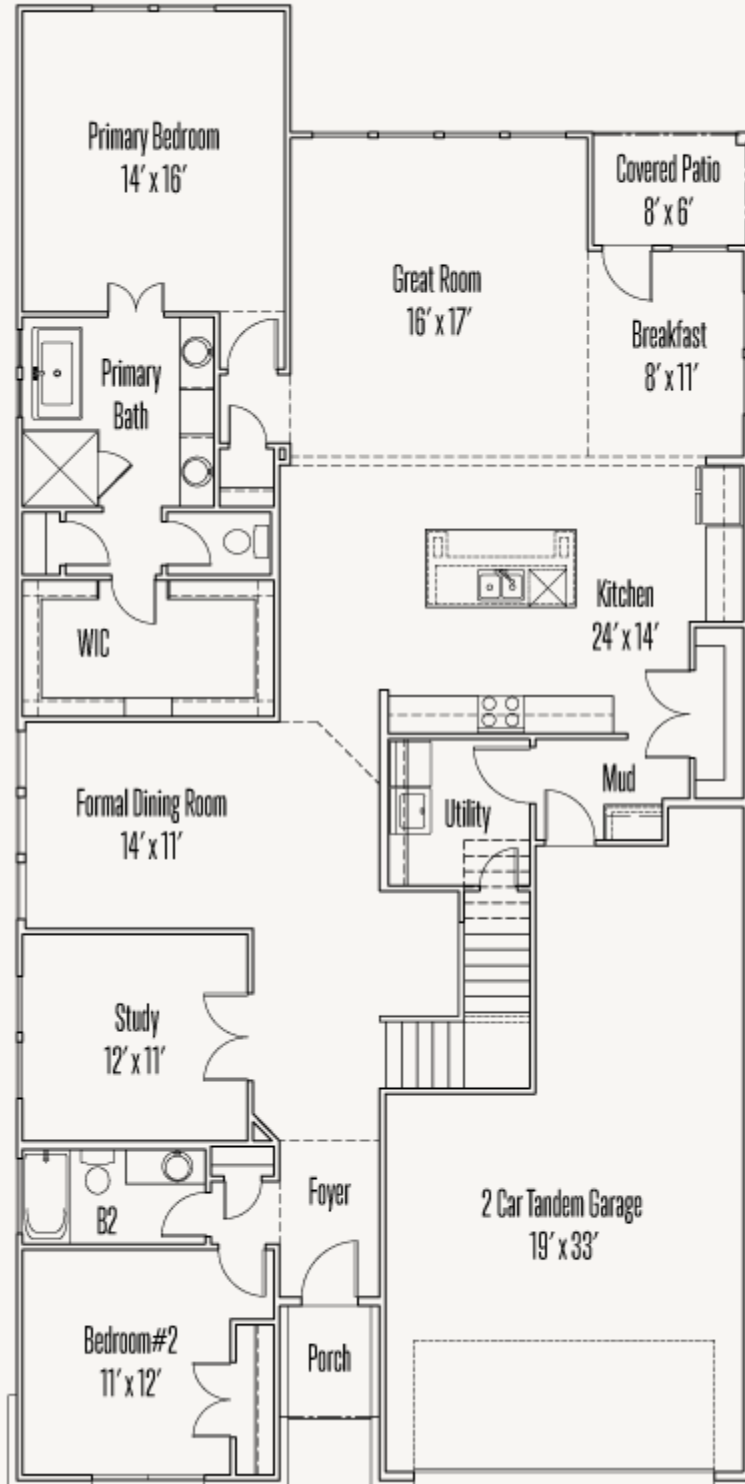 Primary Bedroom
14' x 16'
Covered Patio
8' x 6'
Great Room
16' x 17'
Breakfast
8' x 11'
Primary
Bath
Kitchen
24' x 14'
WIC
Mud
Utility
Formal Dining Room
14' x 11'
Study
12' x 11'
Foyer
2 Car Tandem Garage
19' x 33'
B2
Bedroom#2
11' x 12'
Porch